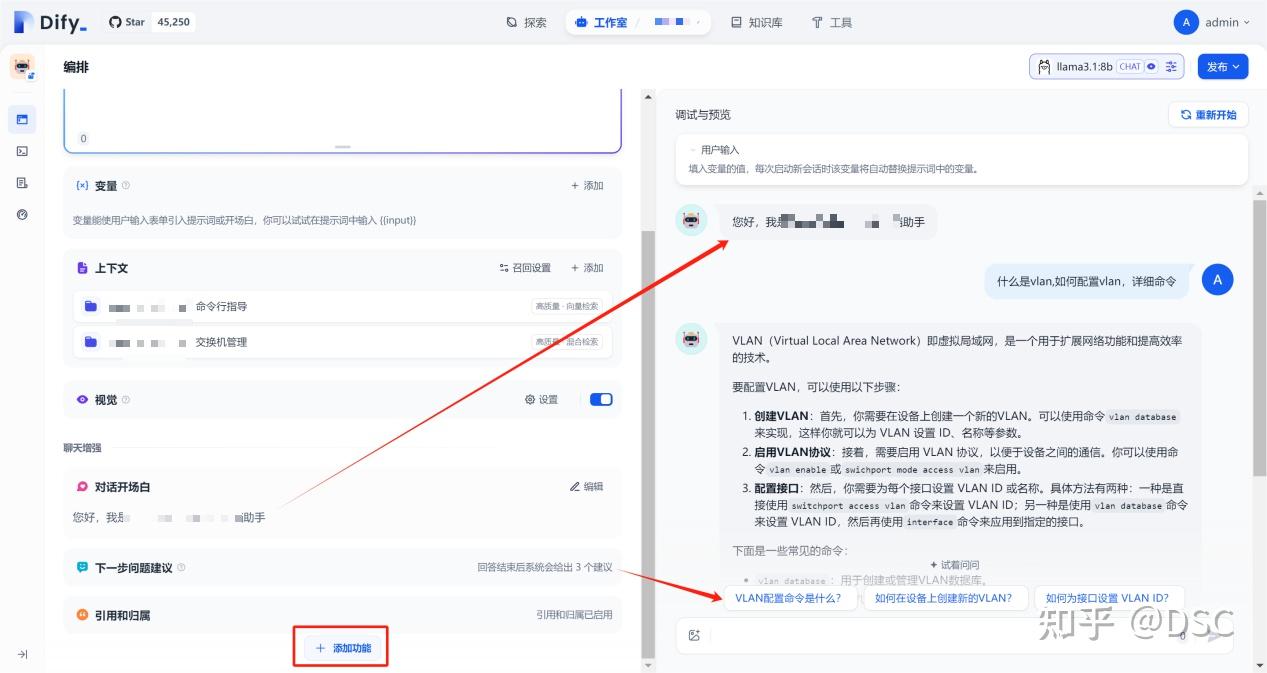 Dify_
Star 45,250
探索
工作室 /
知识库
工具
A admin
编排
llama3.1:8b CHAT
发布
0
变量
+ 添加
变量能使用户输入表单引入提示词或开场白，你可以试试在提示词中输入 {{input}}
上下文
召回设置
+ 添加
命令行指导
高质量 · 向量检索
交换机管理
高质量 · 混合检索
视觉
设置
聊天增强
对话开场白
编辑
您好，我是 助手
下一步问题建议
回答结束后系统会给出 3 个建议
引用和归属
引用和归属已启用
+ 添加功能
调试与预览
重新开始
用户输入
填入变量的值，每次启动新会话时该变量将自动替换提示词中的变量。
您好，我是 助手
什么是vlan,如何配置vlan，详细命令
A
VLAN（Virtual Local Area Network）即虚拟局域网，是一个用于扩展网络功能和提高效率
的技术。
要配置VLAN，可以使用以下步骤：
1. 创建VLAN：首先，你需要在设备上创建一个新的VLAN。可以使用命令 vlan database
来实现，这样你就可以为 VLAN 设置 ID、名称等参数。
2. 启用VLAN协议：接着，需要启用 VLAN 协议，以便于设备之间的通信。你可以使用命
令 vlan enable 或 swichport mode access vlan 来启用。
3. 配置接口：然后，你需要为每个接口设置 VLAN ID 或名称。具体方法有两种：一种是直
接使用 switchport access vlan 命令来设置 VLAN ID；另一种是使用 vlan database 命令
来设置 VLAN ID，然后再使用 interface 命令来应用到指定的接口。
下面是一些常见的命令：
试着问问
• vlan database ：用于创建或管理VLAN数据库。
VLAN配置命令是什么？
如何在设备上创建新的VLAN？
如何为接口设置 VLAN ID？
0
知乎 @DSC